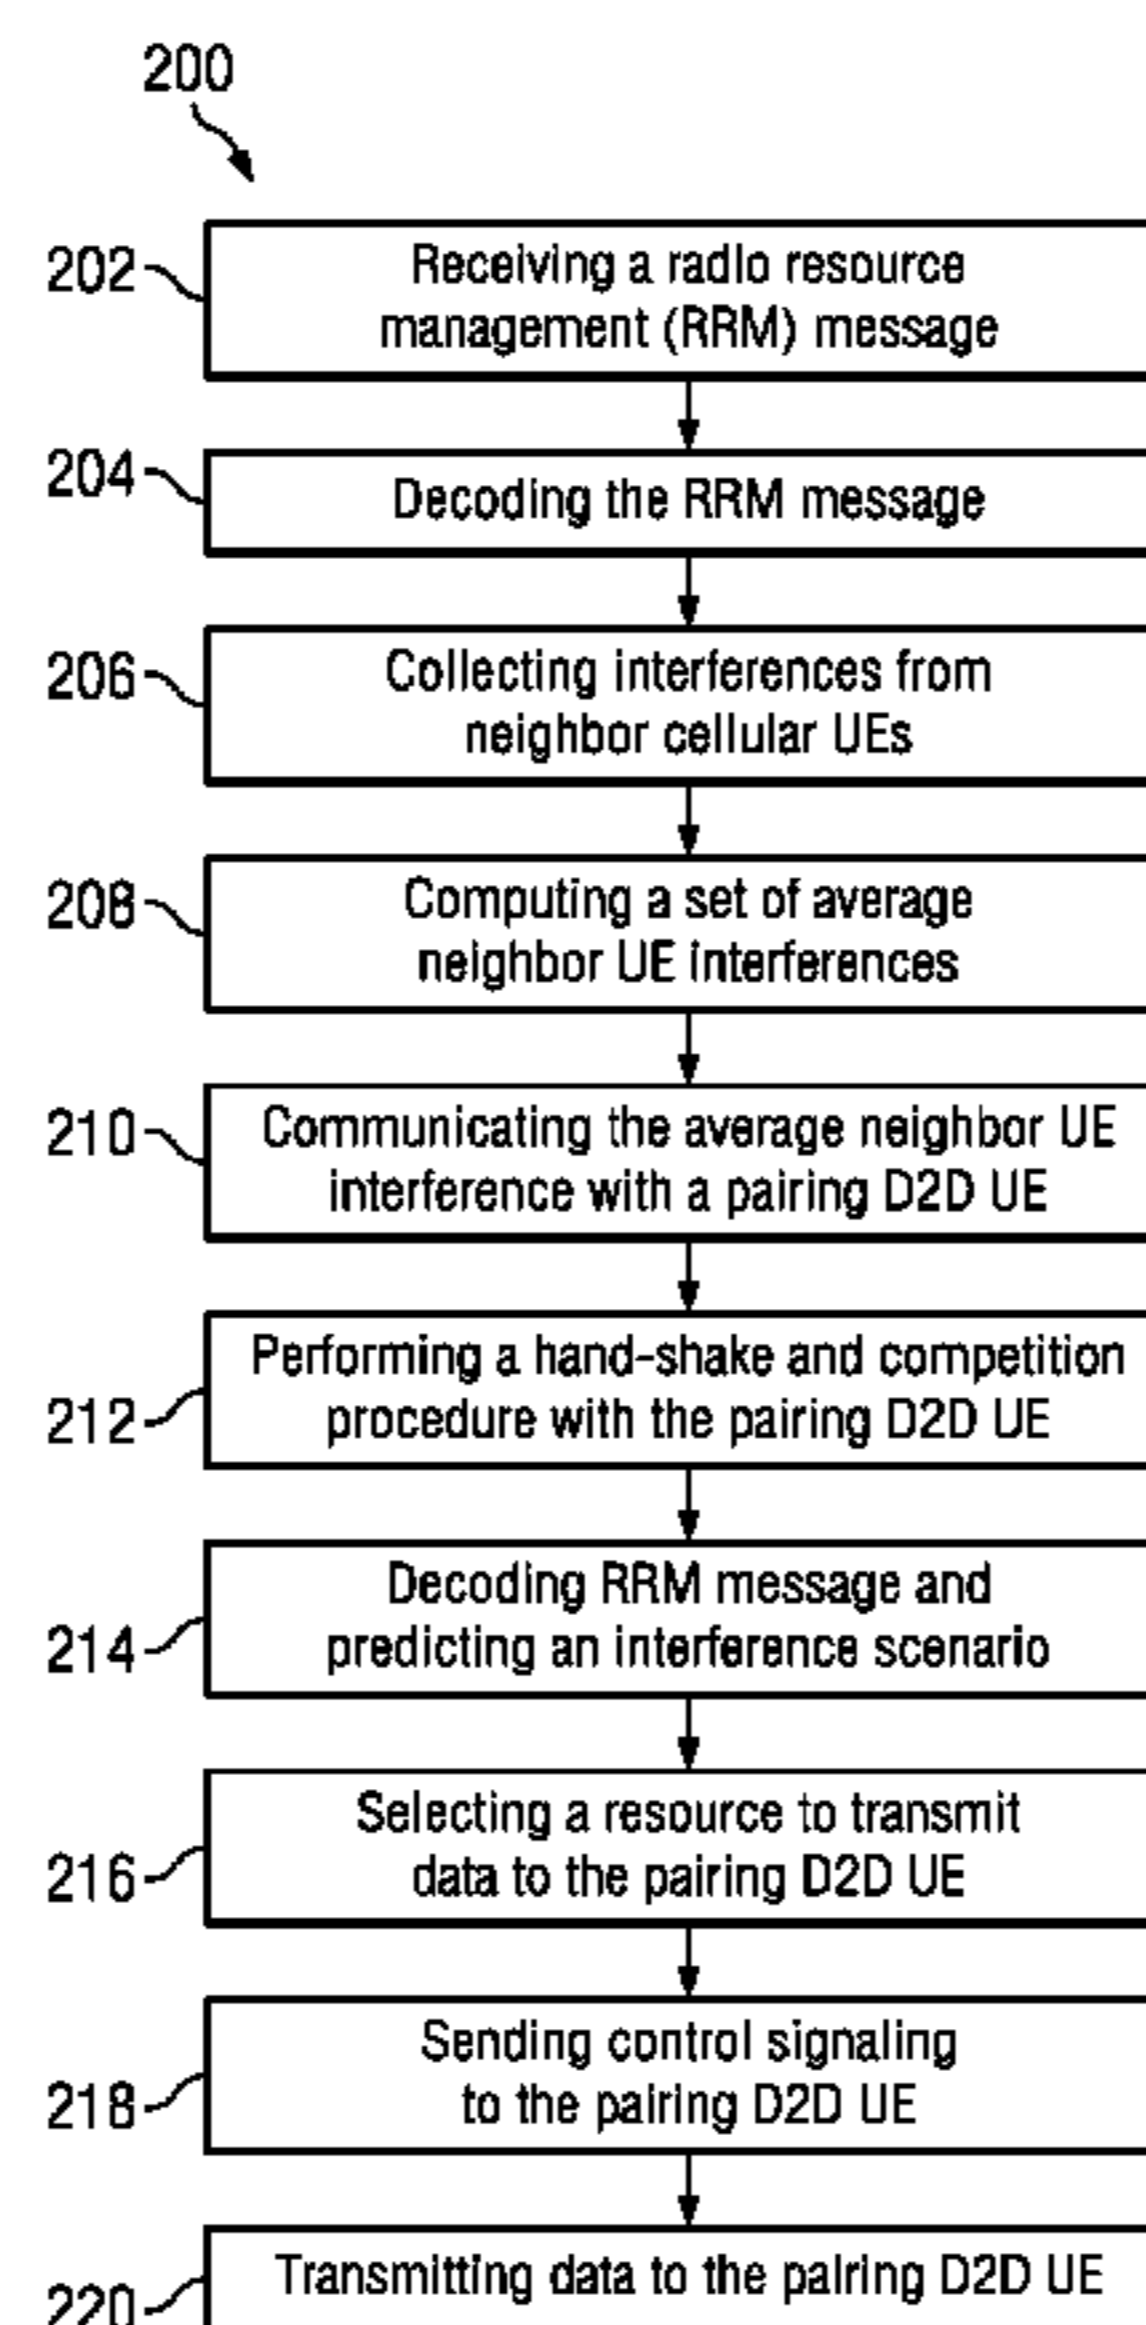 200
202
Receiving a radio resource
management (RRM) message
204
Decoding the RRM message
206
Collecting interferences from
neighbor cellular UEs
208
Computing a set of average
neighbor UE interferences
210
Communicating the average neighbor UE
interference with a pairing D2D UE
212
Performing a hand-shake and competition
procedure with the pairing D2D UE
214
Decoding RRM message and
predicting an interference scenario
216
Selecting a resource to transmit
data to the pairing D2D UE
218
Sending control signaling
to the pairing D2D UE
220
Transmitting data to the pairing D2D UE